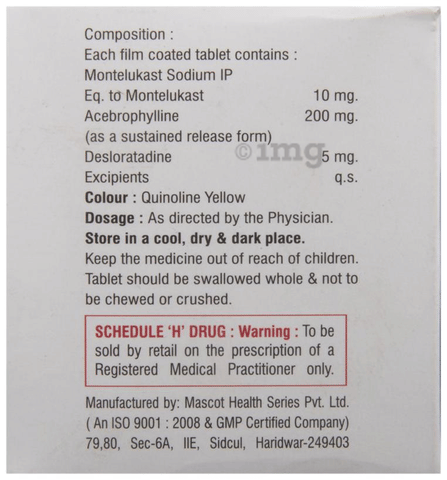 Composition :
Each film coated tablet contains :
Montelukast Sodium IP
Eq. to Montelukast 10 mg.
Acebrophylline 200 mg.
(as a sustained release form)
©img
Desloratadine 5 mg.
Excipients q.s.
Colour : Quinoline Yellow
Dosage : As directed by the Physician.
Store in a cool, dry & dark place.
Keep the medicine out of reach of children.
Tablet should be swallowed whole & not to
be chewed or crushed.
SCHEDULE 'H' DRUG : Warning : To be
sold by retail on the prescription of a
Registered Medical Practitioner only.
Manufactured by: Mascot Health Series Pvt. Ltd.
( An ISO 9001 : 2008 & GMP Certified Company)
79,80, Sec-6A, IIE, Sidcul, Haridwar-249403